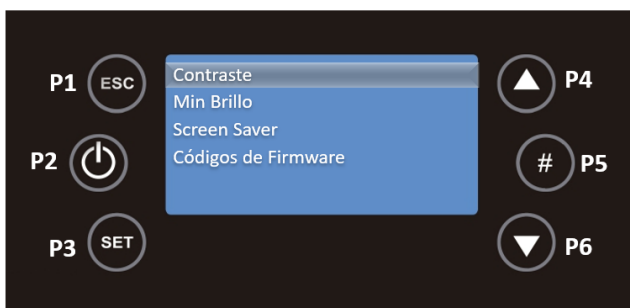 P1 ESC
P2
P3 SET
Contraste
Min Brillo
Screen Saver
Códigos de Firmware
P4
# P5
P6